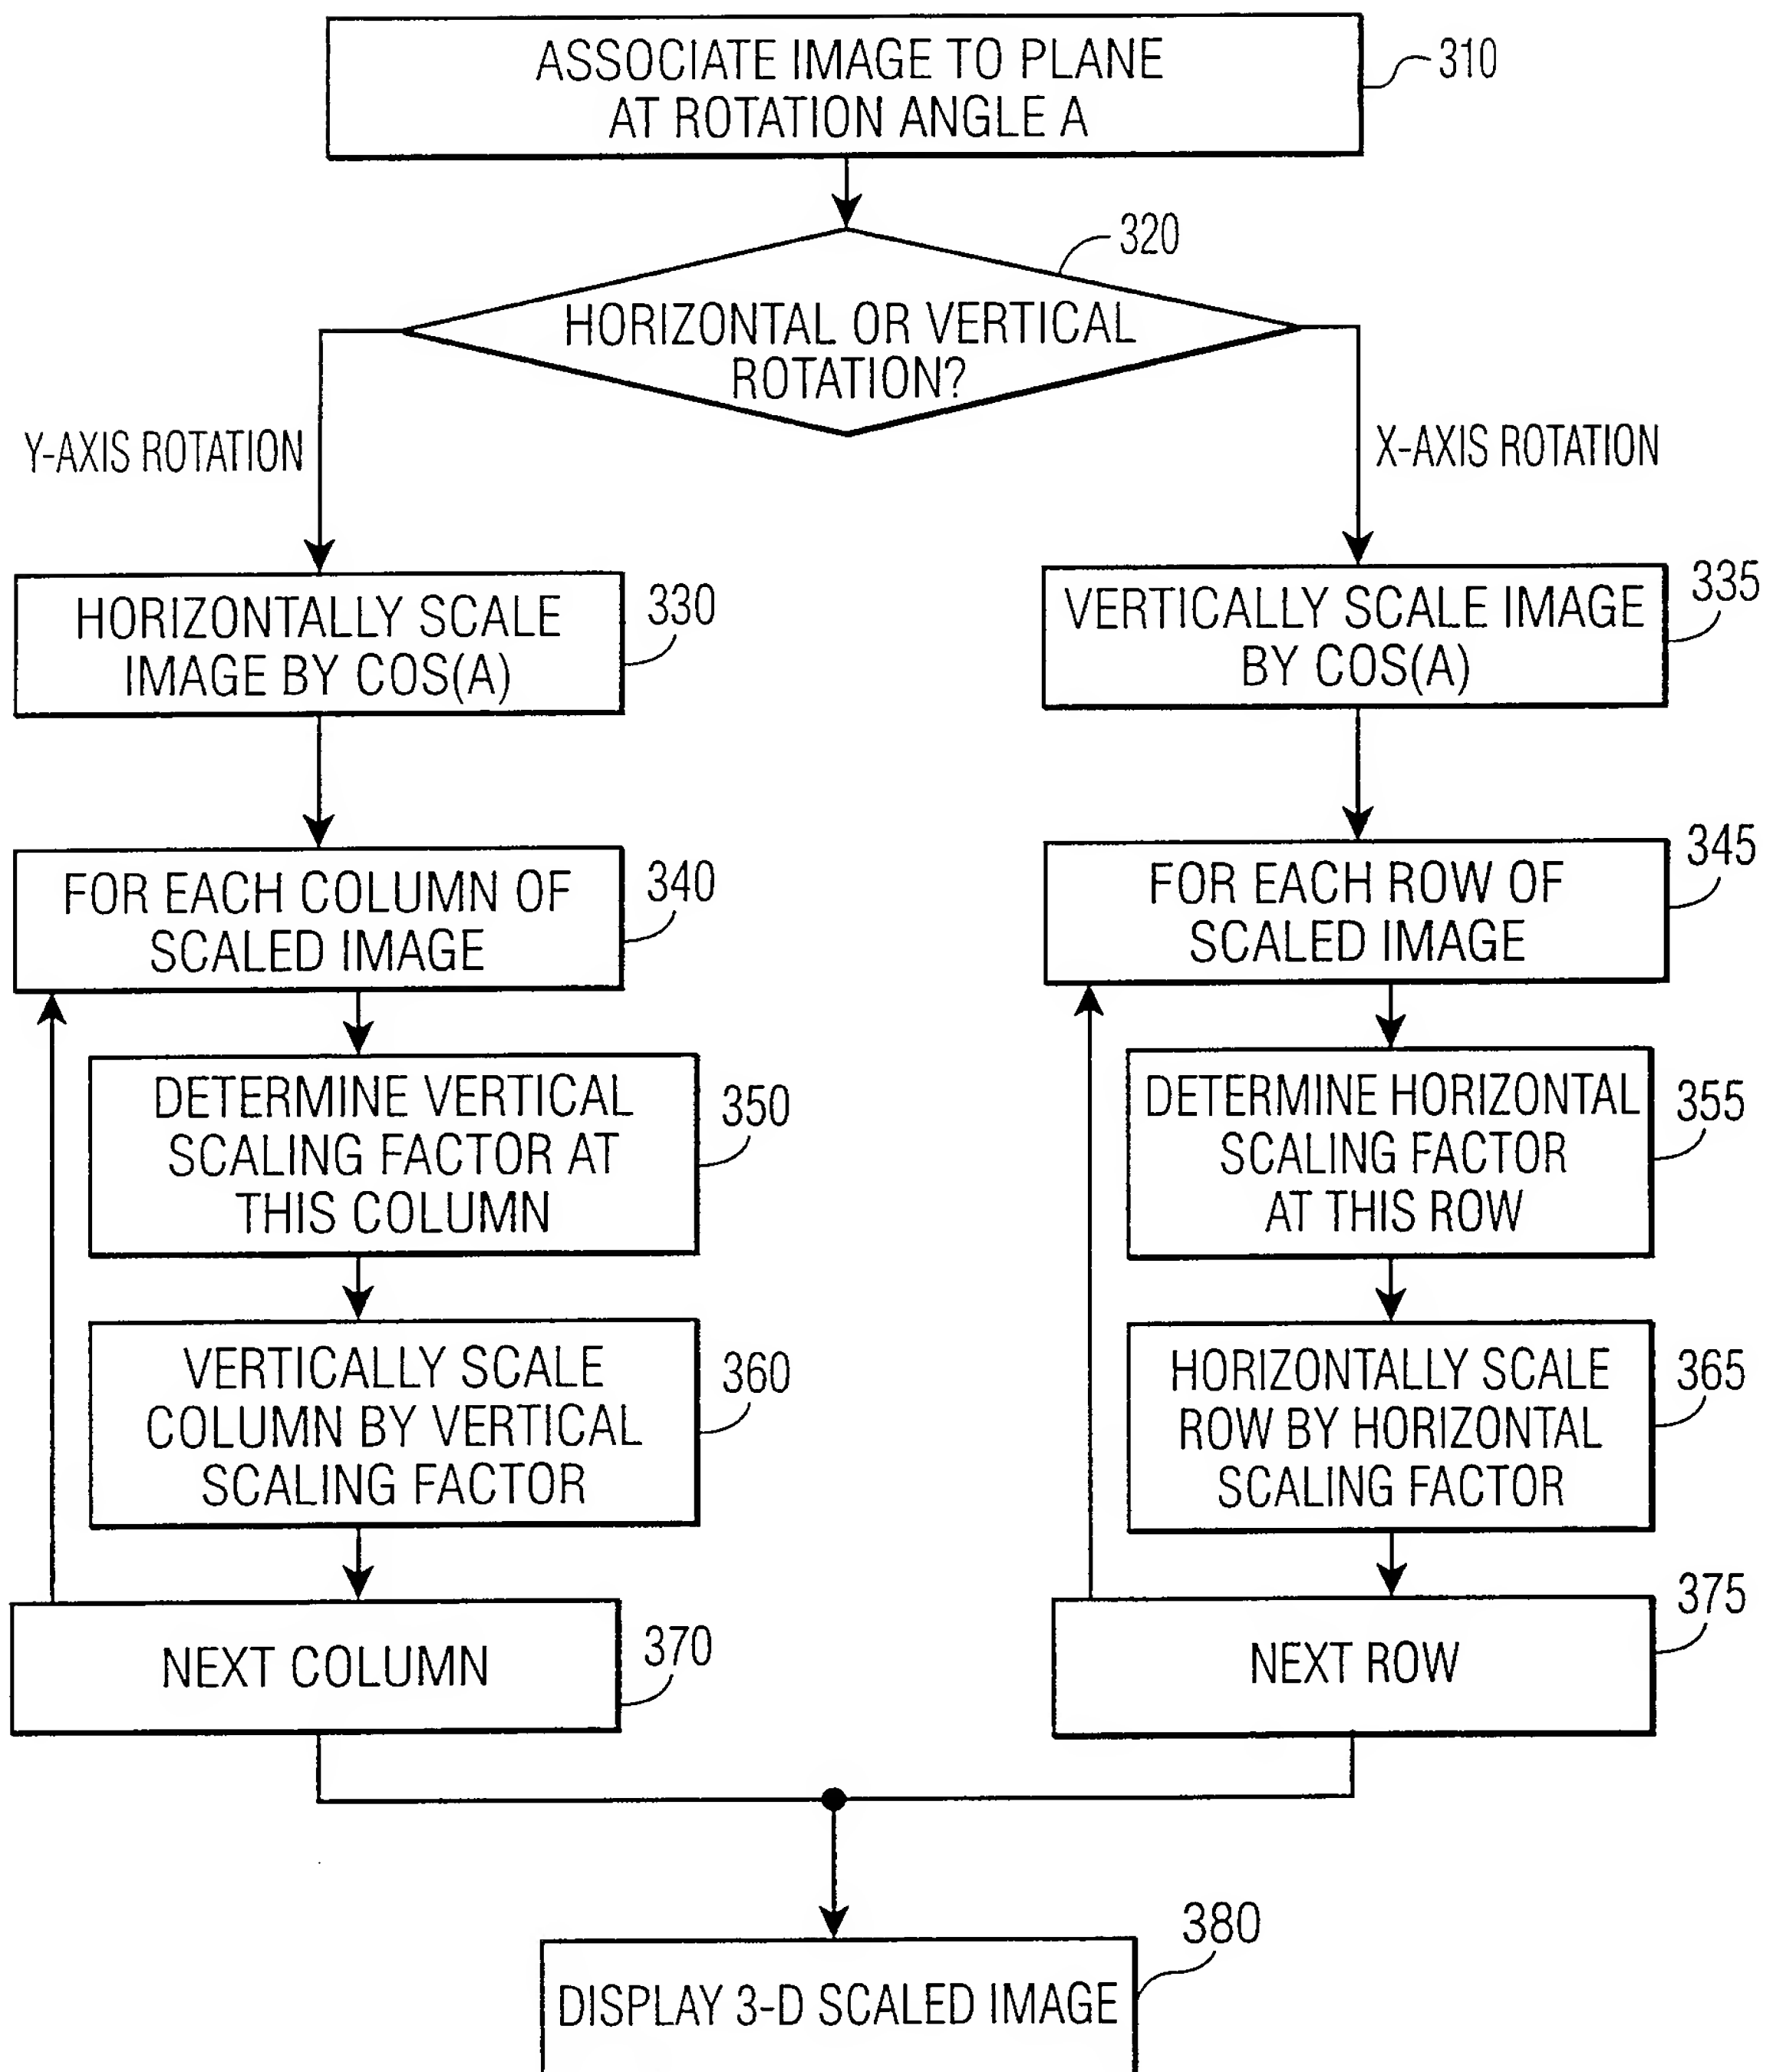 ASSOCIATE IMAGE TO PLANE
AT ROTATION ANGLE A
310
320
HORIZONTAL OR VERTICAL
ROTATION?
Y-AXIS ROTATION
X-AXIS ROTATION
HORIZONTALLY SCALE
IMAGE BY COS(A)
330
VERTICALLY SCALE IMAGE
BY COS(A)
335
FOR EACH COLUMN OF
SCALED IMAGE
340
FOR EACH ROW OF
SCALED IMAGE
345
DETERMINE VERTICAL
SCALING FACTOR AT
THIS COLUMN
350
DETERMINE HORIZONTAL
SCALING FACTOR
AT THIS ROW
355
VERTICALLY SCALE
COLUMN BY VERTICAL
SCALING FACTOR
360
HORIZONTALLY SCALE
ROW BY HORIZONTAL
SCALING FACTOR
365
NEXT COLUMN
370
NEXT ROW
375
380
DISPLAY 3-D SCALED IMAGE